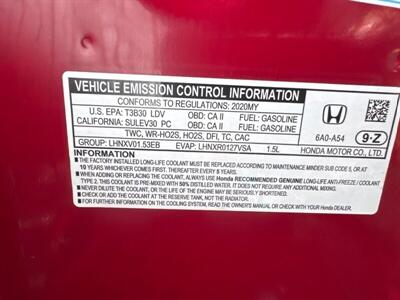 VEHICLE EMISSION CONTROL INFORMATION
CONFORMS TO REGULATIONS: 2020MY
U.S. EPA: T3B30 LDV OBD: CA II FUEL: GASOLINE
CALIFORNIA: SULEV30 PC OBD: CA II FUEL: GASOLINE
TWC, WR-HO2S, HO2S, DFI, TC, CAC
GROUP: LHNXV01.53EB EVAP: LHNXR0127VSA 1.5L
6A0-A54 9-Z
HONDA MOTOR CO., LTD.
INFORMATION
■ THE FACTORY INSTALLED LONG-LIFE COOLANT MUST BE REPLACED ACCORDING TO MAINTENANCE MINDER SUB CODE 5, OR AT
10 YEARS WHICHEVER COMES FIRST. THEREAFTER EVERY 5 YEARS.
■ WHEN ADDING OR REPLACING THE COOLANT, ALWAYS USE Honda RECOMMENDED GENUINE LONG-LIFE ANTI-FREEZE / COOLANT
TYPE 2. THIS COOLANT IS PRE-MIXED WITH 50% DISTILLED WATER, IT DOES NOT REQUIRE ANY ADDITIONAL MIXING.
■ NEVER DILUTE THE COOLANT, OR THE LIFE OF THE ENGINE MAY BE SERIOUSLY SHORTENED.
■ CHECK OR ADD THE COOLANT AT THE RESERVE TANK, NOT AT THE RADIATOR.
■ FOR FURTHER INFORMATION ON SERVICING, READ THE OWNER'S MANUAL OR CHECK WITH YOUR AUTHORIZED HONDA DEALER.